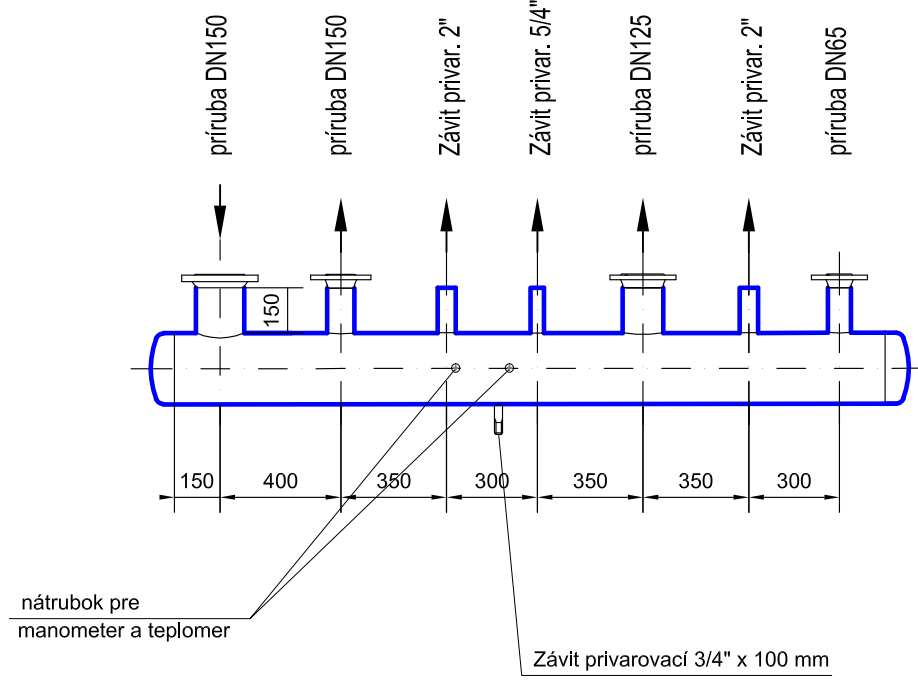 príruba DN150
príruba DN150
Závit privar. 2"
Závit privar. 5/4"
príruba DN125
Závit privar. 2"
príruba DN65
150
150
400
350
300
350
350
300
nátrubok pre
manometer a teplomer
Závit privarovací 3/4" x 100 mm